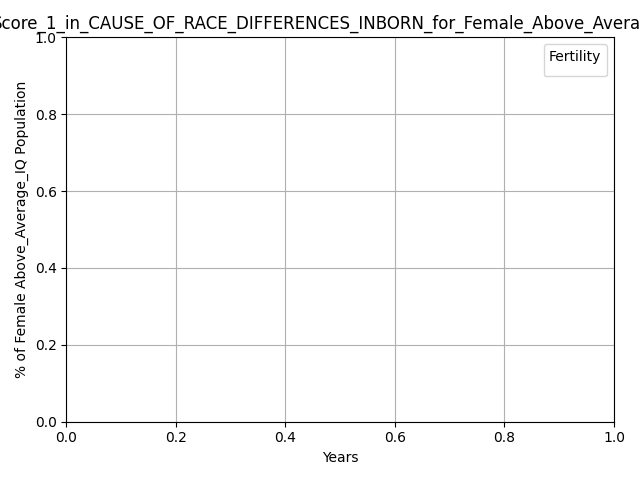 Score_1_in_CAUSE_OF_RACE_DIFFERENCES_INBORN_for_Female_Above_Avera
Fertility
% of Female Above_Average_IQ Population
1.0
0.8
0.6
0.4
0.2
0.0
0.0 0.2 0.4 0.6 0.8 1.0
Years